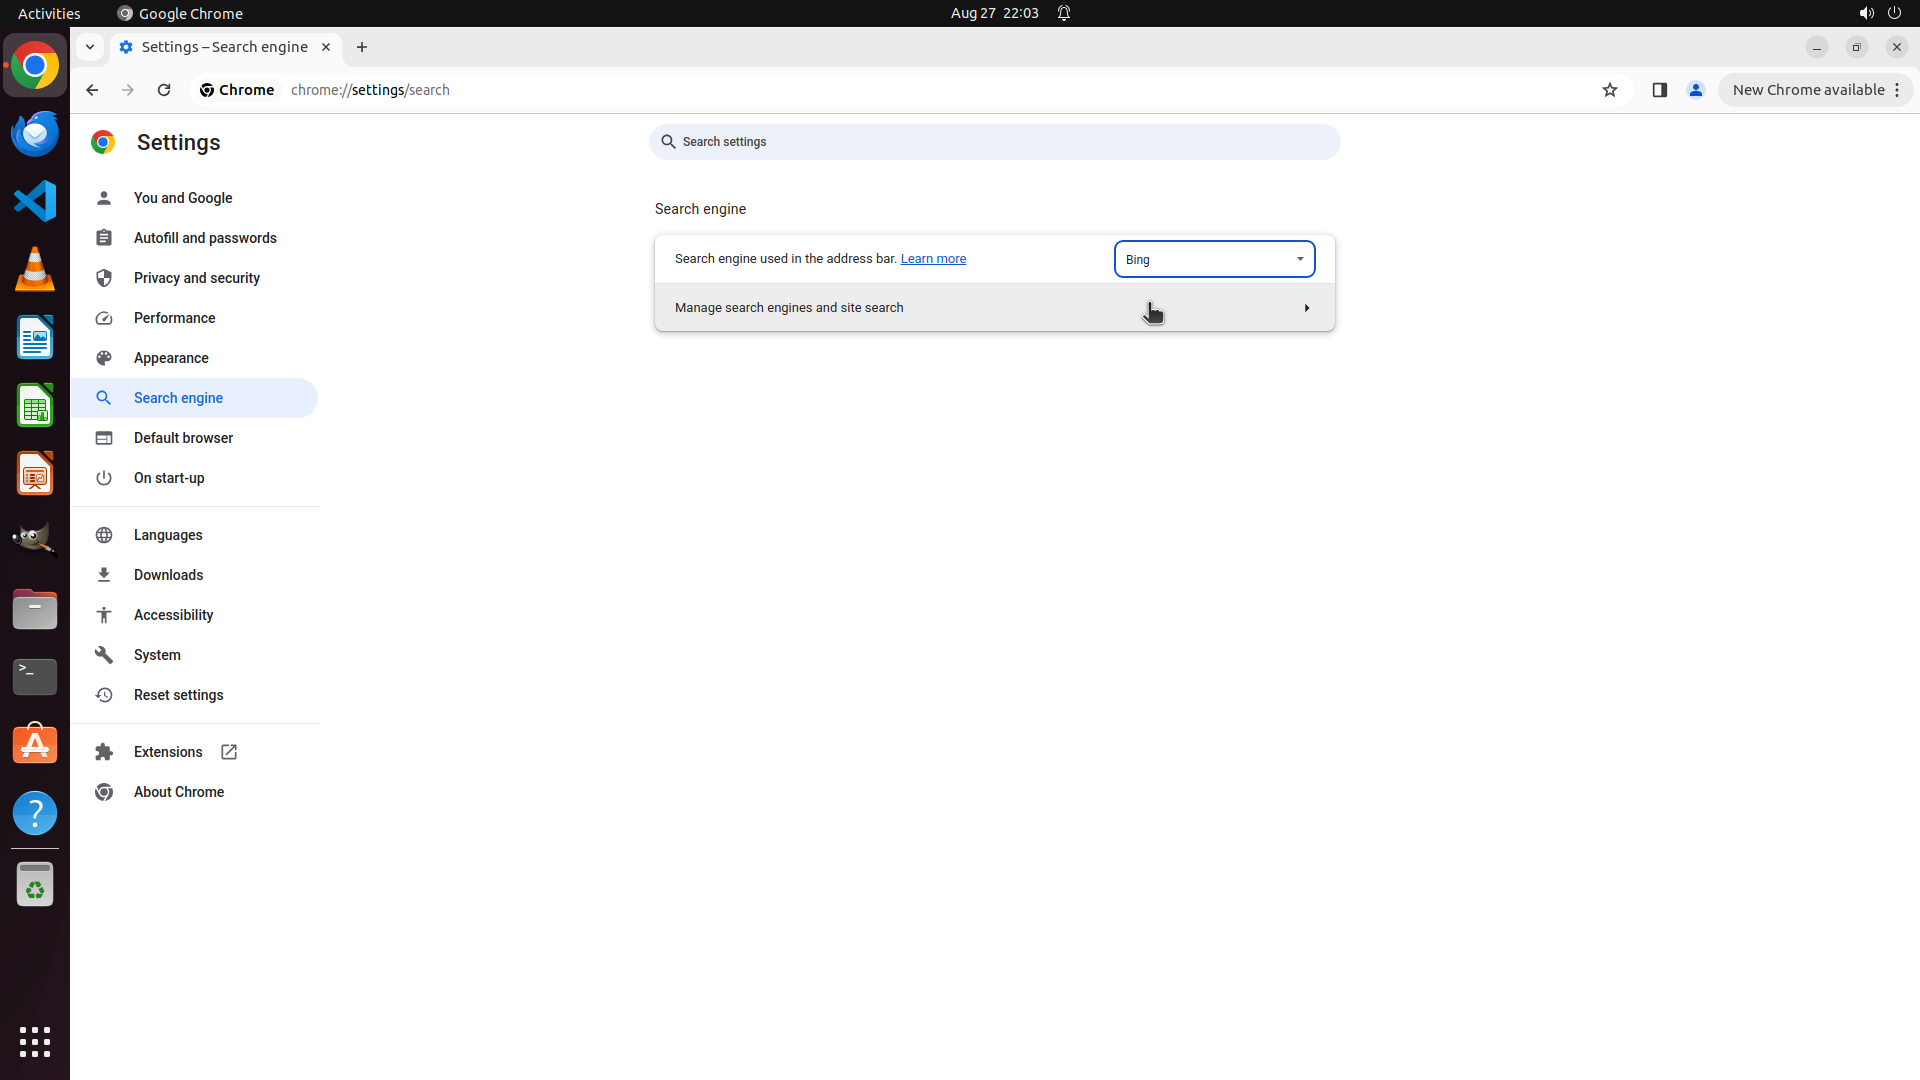 Activities
Google Chrome
Aug 27 22:03
Settings – Search engine
Chrome
chrome://settings/search
New Chrome available
Settings
Search settings
You and Google
Autofill and passwords
Privacy and security
Performance
Appearance
Search engine
Default browser
On start-up
Languages
Downloads
Accessibility
System
Reset settings
Extensions
About Chrome
Search engine
Search engine used in the address bar. Learn more
Bing
Manage search engines and site search